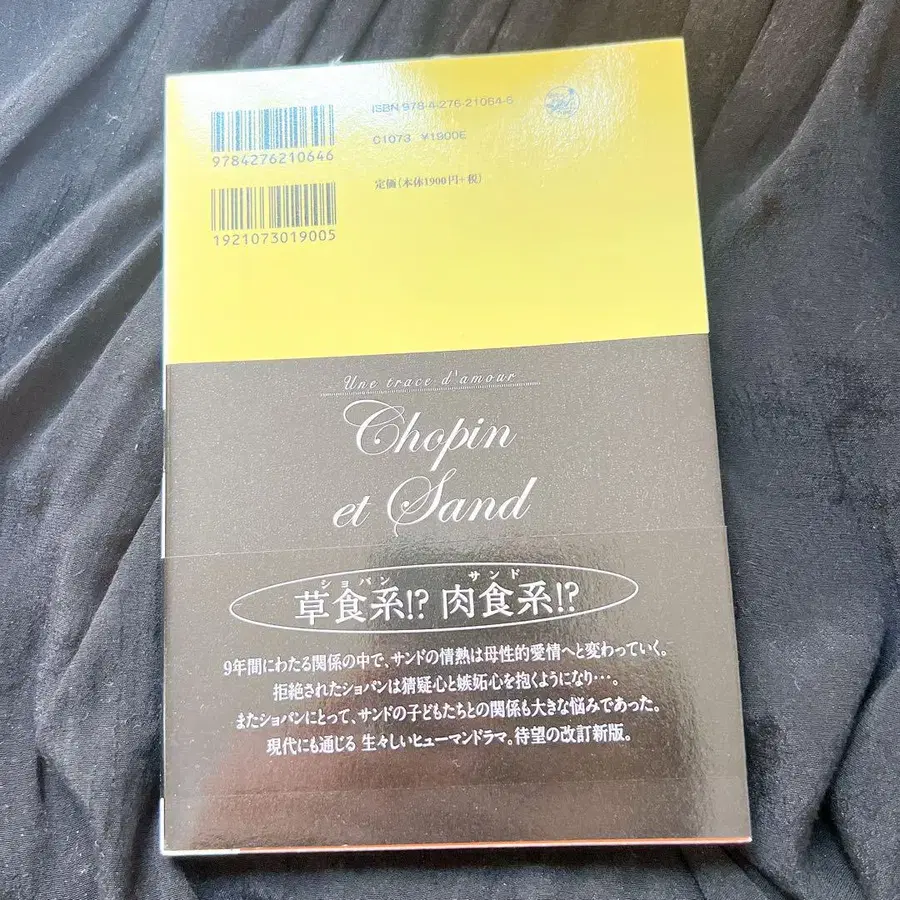 ISBN 978-4-276-21064-6
9784276210646
C1073 ¥1900E
定価(本体1900円+税)
1921073019005
Une trace d'amour
Chopin
et Sand
ショパン サンド
草食系!? 肉食系!?
9年間にわたる関係の中で、サンドの情熱は母性的愛情へと変わっていく。
拒絶されたショパンは猜疑心と嫉妬心を抱くようになり…。
またショパンにとって、サンドの子どもたちとの関係も大きな悩みであった。
現代にも通じる 生々しいヒューマンドラマ。待望の改訂新版。